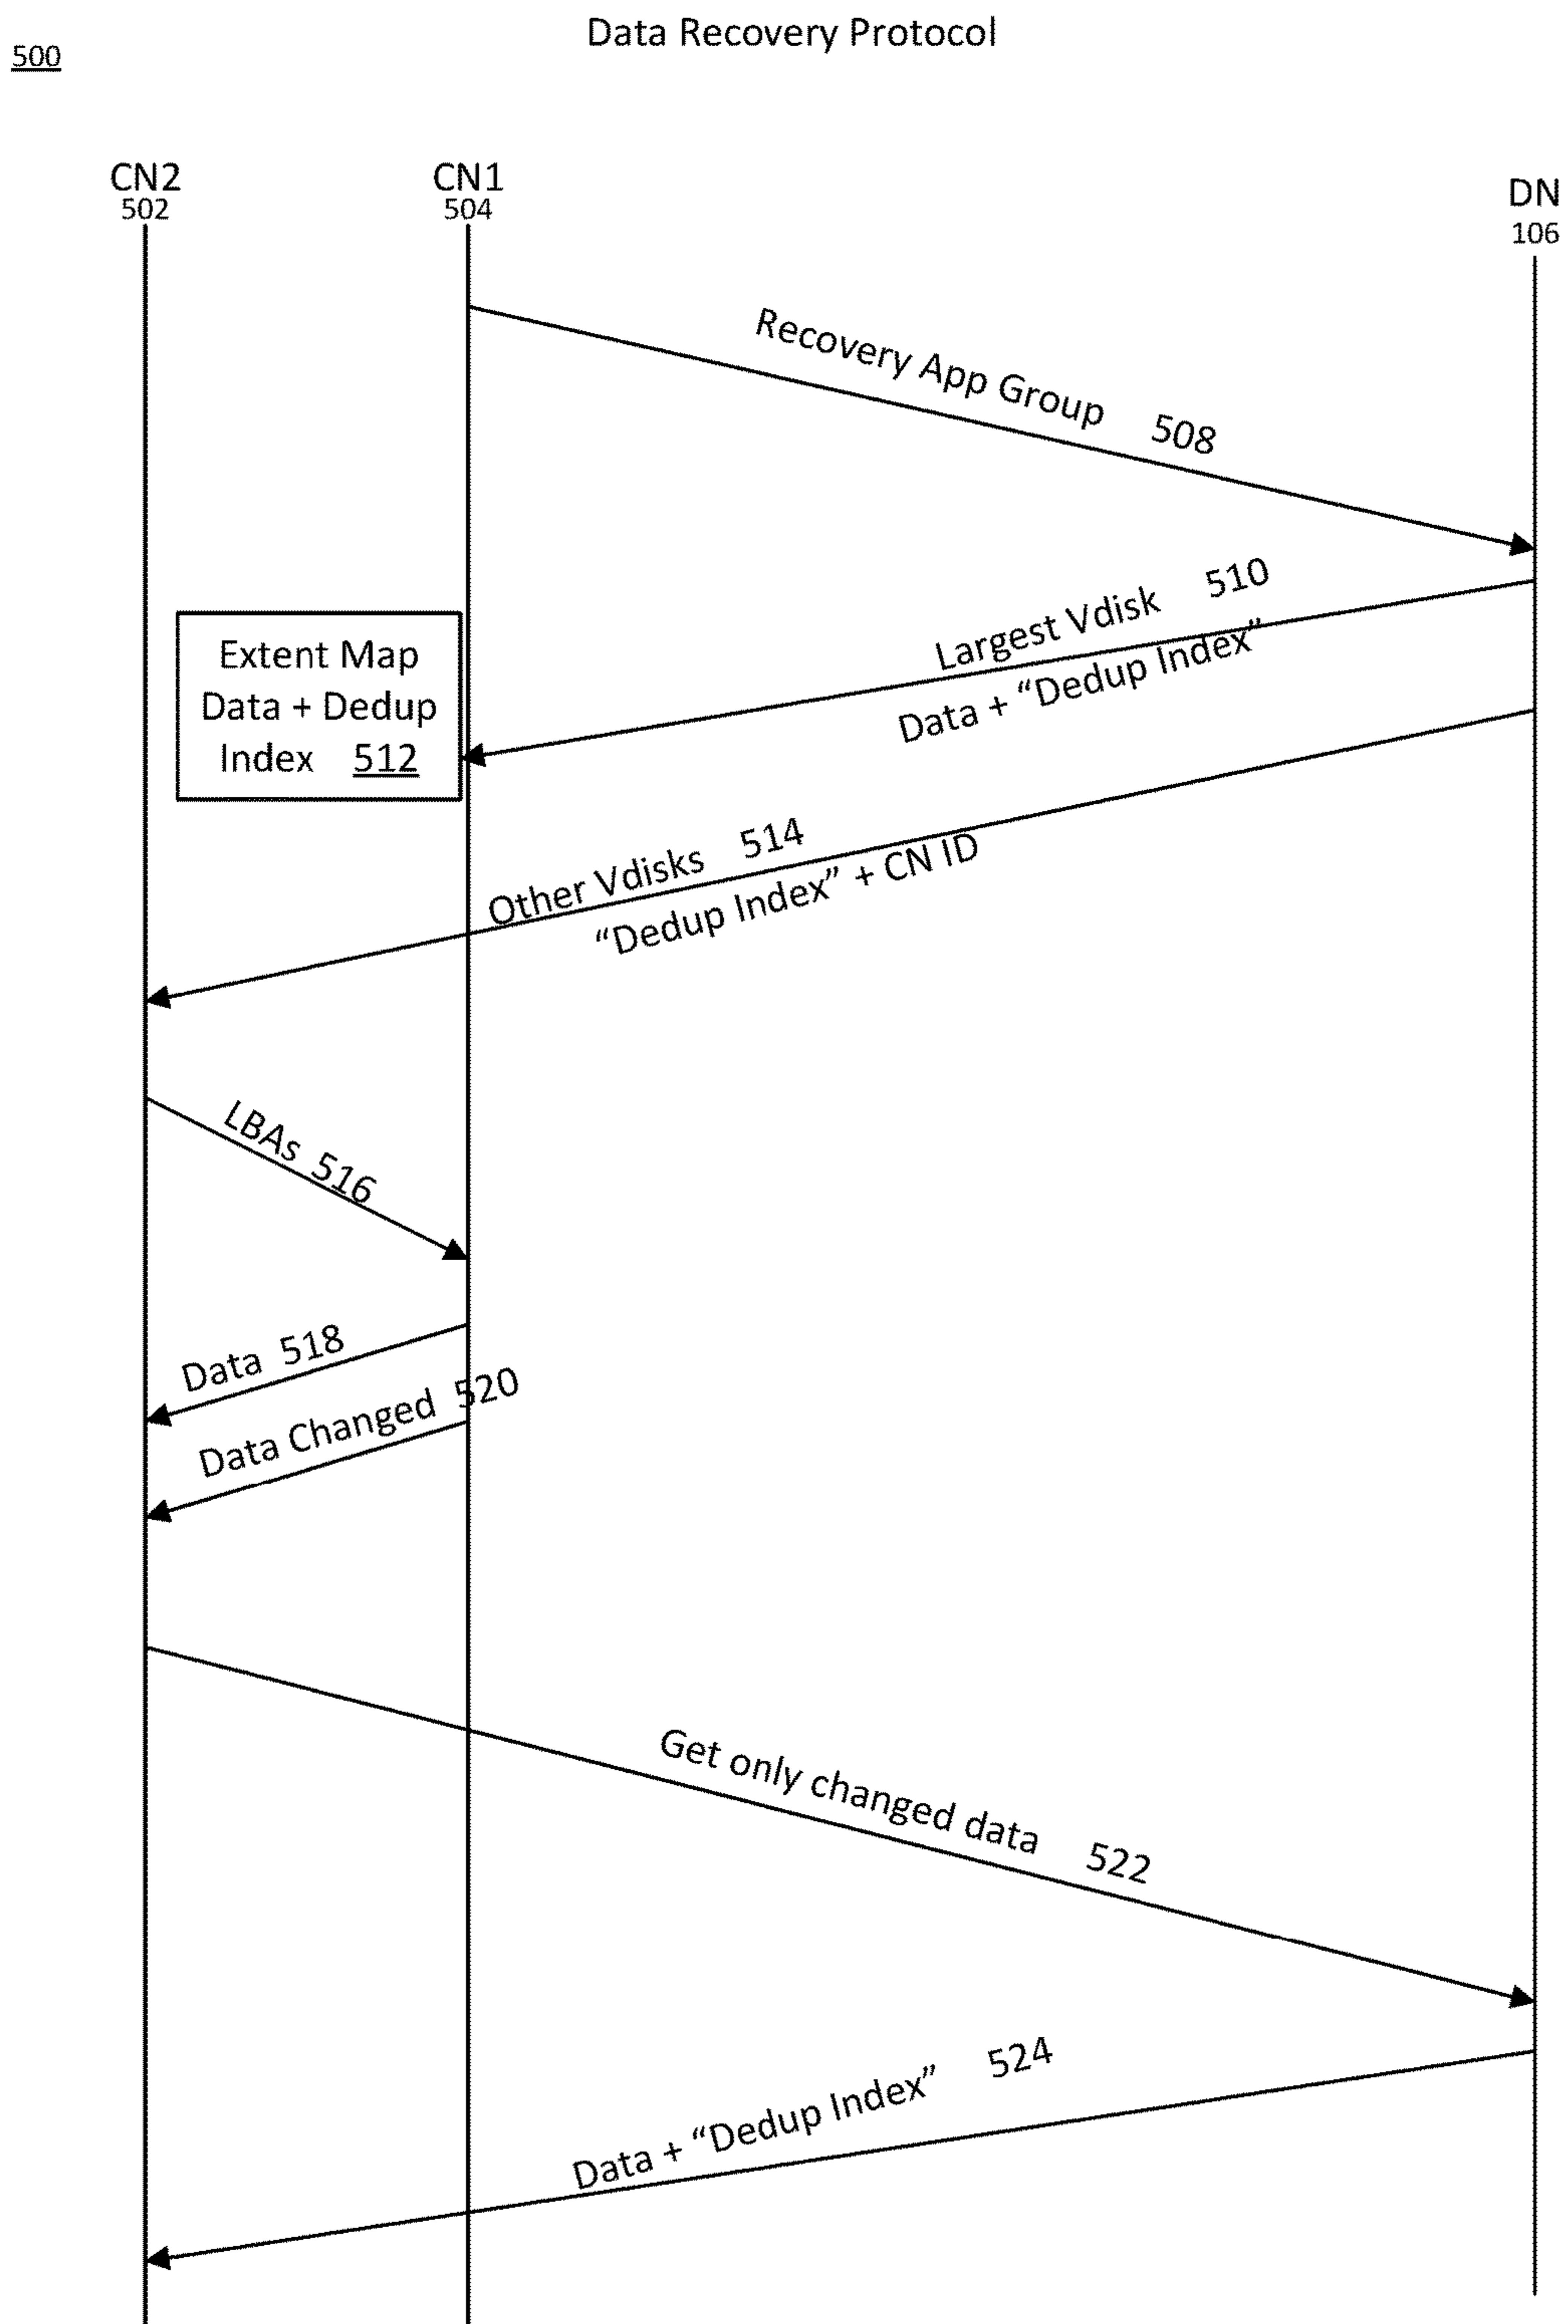 Data Recovery Protocol
500
CN2
502
CN1
504
DN
106
Recovery App Group 508
Largest Vdisk 510
Data + “Dedup Index”
Extent Map
Data + Dedup
Index 512
Other Vdisks 514
“Dedup Index” + CN ID
LBAs 516
Data 518
Data Changed 520
Get only changed data 522
Data + “Dedup Index” 524